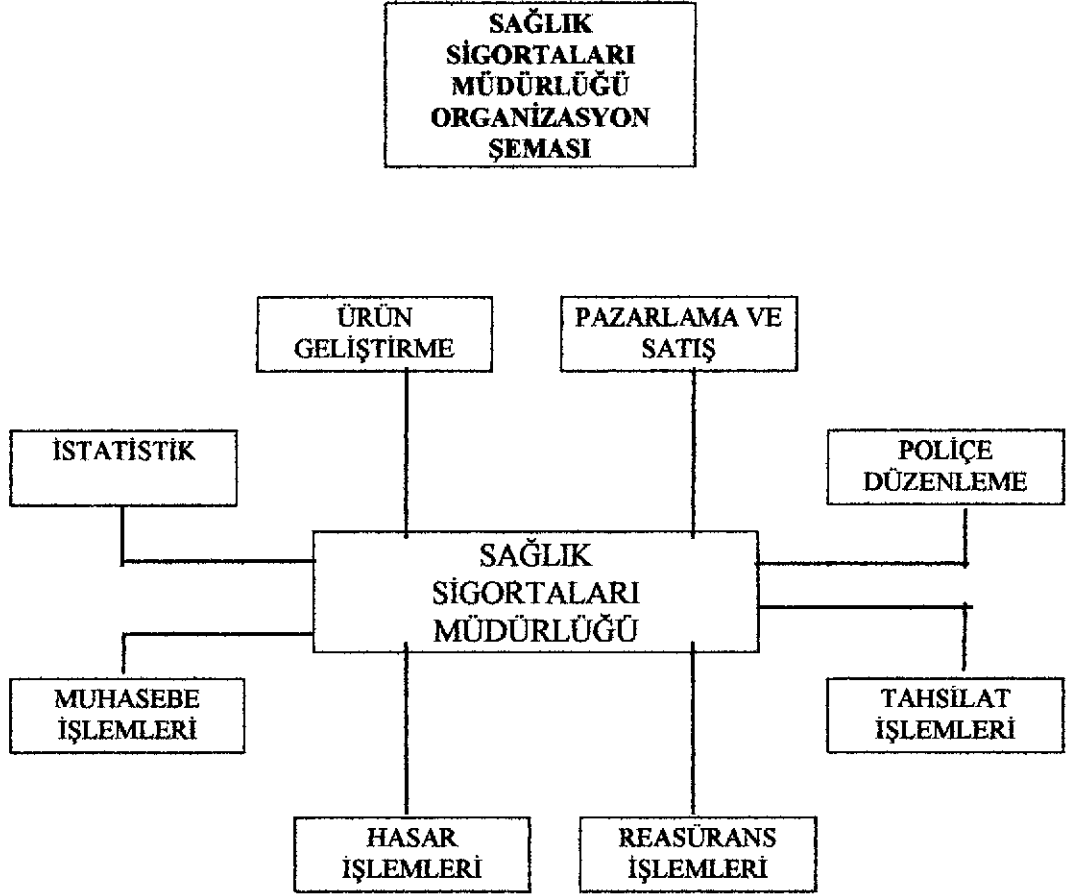 SAĞLIK
SİGORTALARI
MÜDÜRLÜĞÜ
ORGANİZASYON
ŞEMASI
ÜRÜN
GELİŞTİRME
PAZARLAMA VE
SATIŞ
İSTATİSTİK
POLİÇE
DÜZENLEME
SAĞLIK
SİGORTALARI
MÜDÜRLÜĞÜ
MUHASEBE
İŞLEMLERİ
TAHSİLAT
İŞLEMLERİ
HASAR
İŞLEMLERİ
REASÜRANS
İŞLEMLERİ